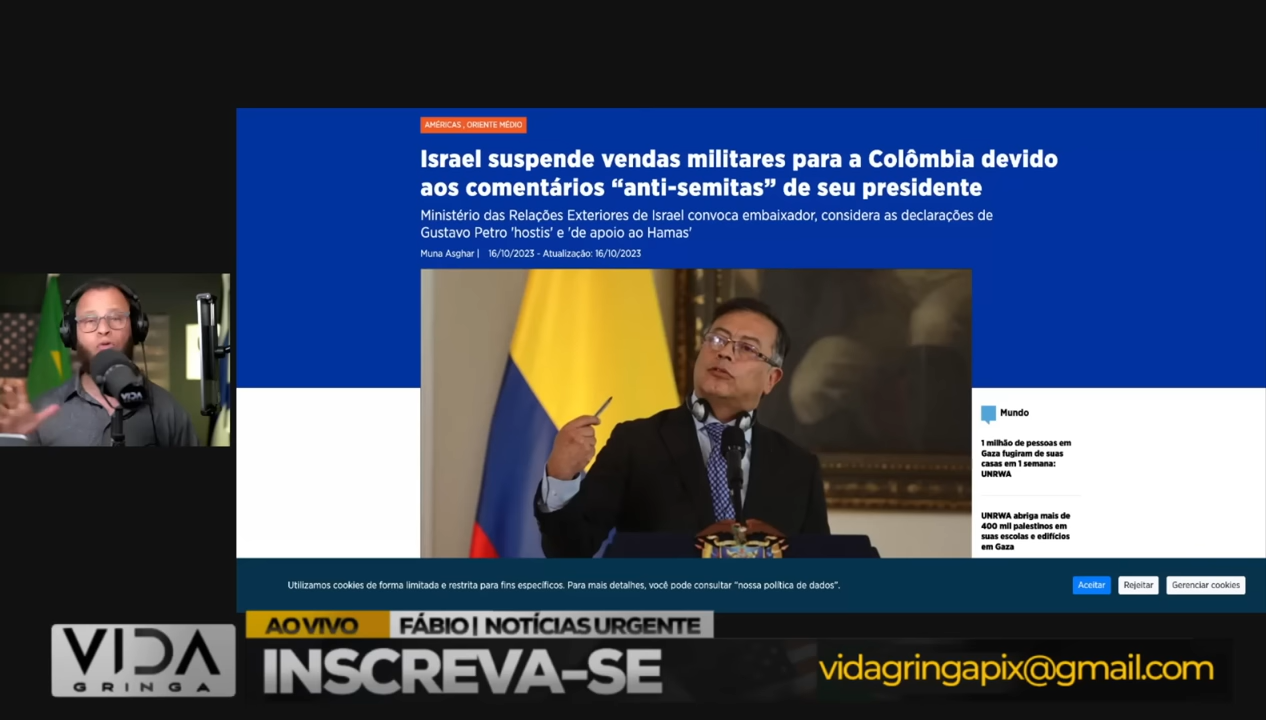 AMÉRICAS , ORIENTE MÉDIO
Israel suspende vendas militares para a Colômbia devido
aos comentários “anti-semitas” de seu presidente
Ministério das Relações Exteriores de Israel convoca embaixador, considera as declarações de
Gustavo Petro 'hostis' e 'de apoio ao Hamas'
Muna Asghar | 16/10/2023 - Atualização: 16/10/2023
Mundo
1 milhão de pessoas em
Gaza fugiram de suas
casas em 1 semana:
UNRWA
UNRWA abriga mais de
400 mil palestinos em
suas escolas e edifícios
em Gaza
VIDA
Utilizamos cookies de forma limitada e restrita para fins específicos. Para mais detalhes, você pode consultar "nossa política de dados".
Aceitar
Rejeitar
Gerenciar cookies
AO VIVO
FÁBIO | NOTÍCIAS URGENTE
VIDA
GRINGA
INSCREVA-SE
vidagringapix@gmail.com